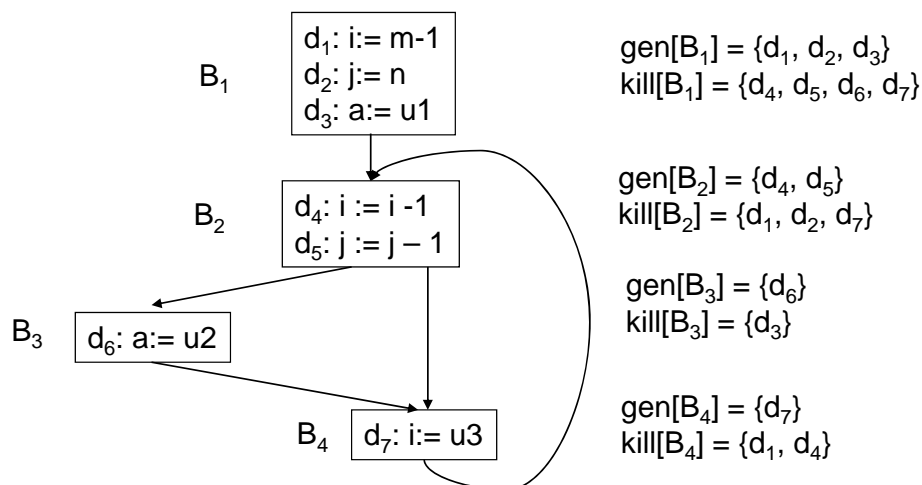 d₁: i:= m-1
B₁ d₂: j:= n
d₃: a:= u1
gen[B₁] = {d₁, d₂, d₃}
kill[B₁] = {d₄, d₅, d₆, d₇}
B₂ d₄: i := i -1
d₅: j := j – 1
gen[B₂] = {d₄, d₅}
kill[B₂] = {d₁, d₂, d₇}
B₃ d₆: a:= u2
gen[B₃] = {d₆}
kill[B₃] = {d₃}
B₄ d₇: i:= u3
gen[B₄] = {d₇}
kill[B₄] = {d₁, d₄}